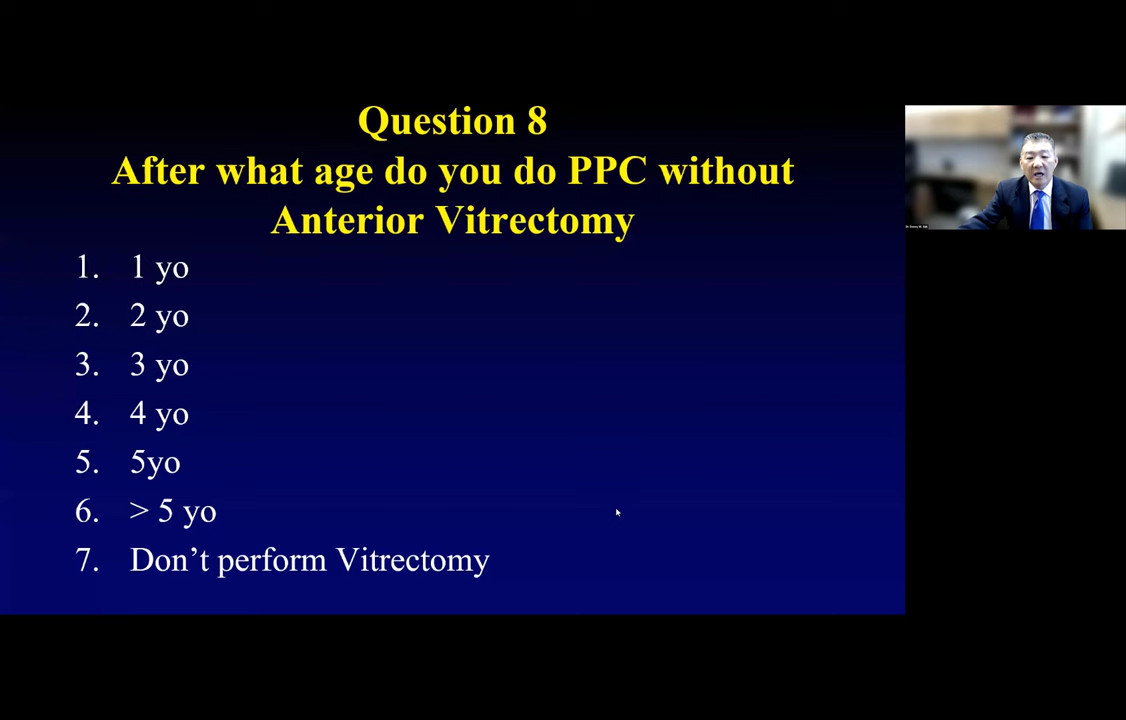 Question 8
After what age do you do PPC without
Anterior Vitrectomy
1. 1 yo
2. 2 yo
3. 3 yo
4. 4 yo
5. 5yo
6. > 5 yo
7. Don’t perform Vitrectomy